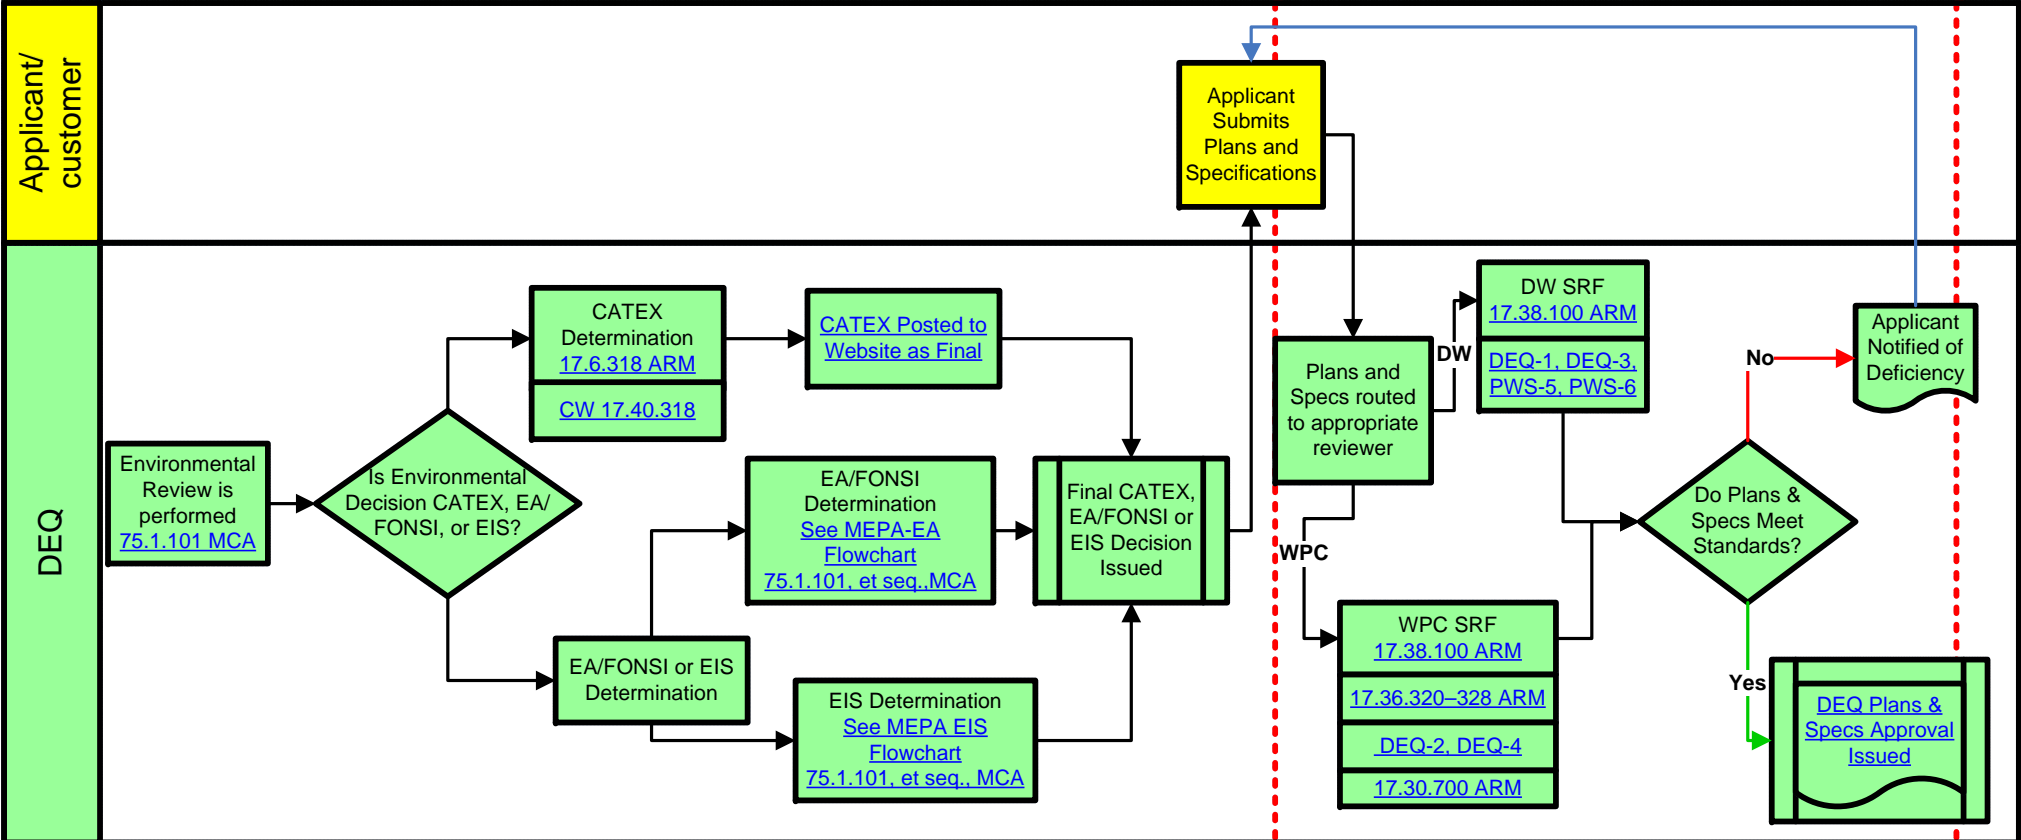 Applicant/
customer
Applicant
Submits
Plans and
Specifications
DEQ
Environmental
Review is
performed
75.1.101 MCA
Is Environmental
Decision CATEX, EA/
FONSI, or EIS?
CATEX
Determination
17.6.318 ARM
CW 17.40.318
CATEX Posted to
Website as Final
EA/FONSI or EIS
Determination
EA/FONSI
Determination
See MEPA-EA
Flowchart
75.1.101, et seq.,MCA
EIS Determination
See MEPA EIS
Flowchart
75.1.101, et seq., MCA
Final CATEX,
EA/FONSI or
EIS Decision
Issued
Plans and
Specs routed
to appropriate
reviewer
DW
DW SRF
17.38.100 ARM
DEQ-1, DEQ-3,
PWS-5, PWS-6
WPC
WPC SRF
17.38.100 ARM
17.36.320–328 ARM
DEQ-2, DEQ-4
17.30.700 ARM
Do Plans &
Specs Meet
Standards?
No
Applicant
Notified of
Deficiency
Yes
DEQ Plans &
Specs Approval
Issued